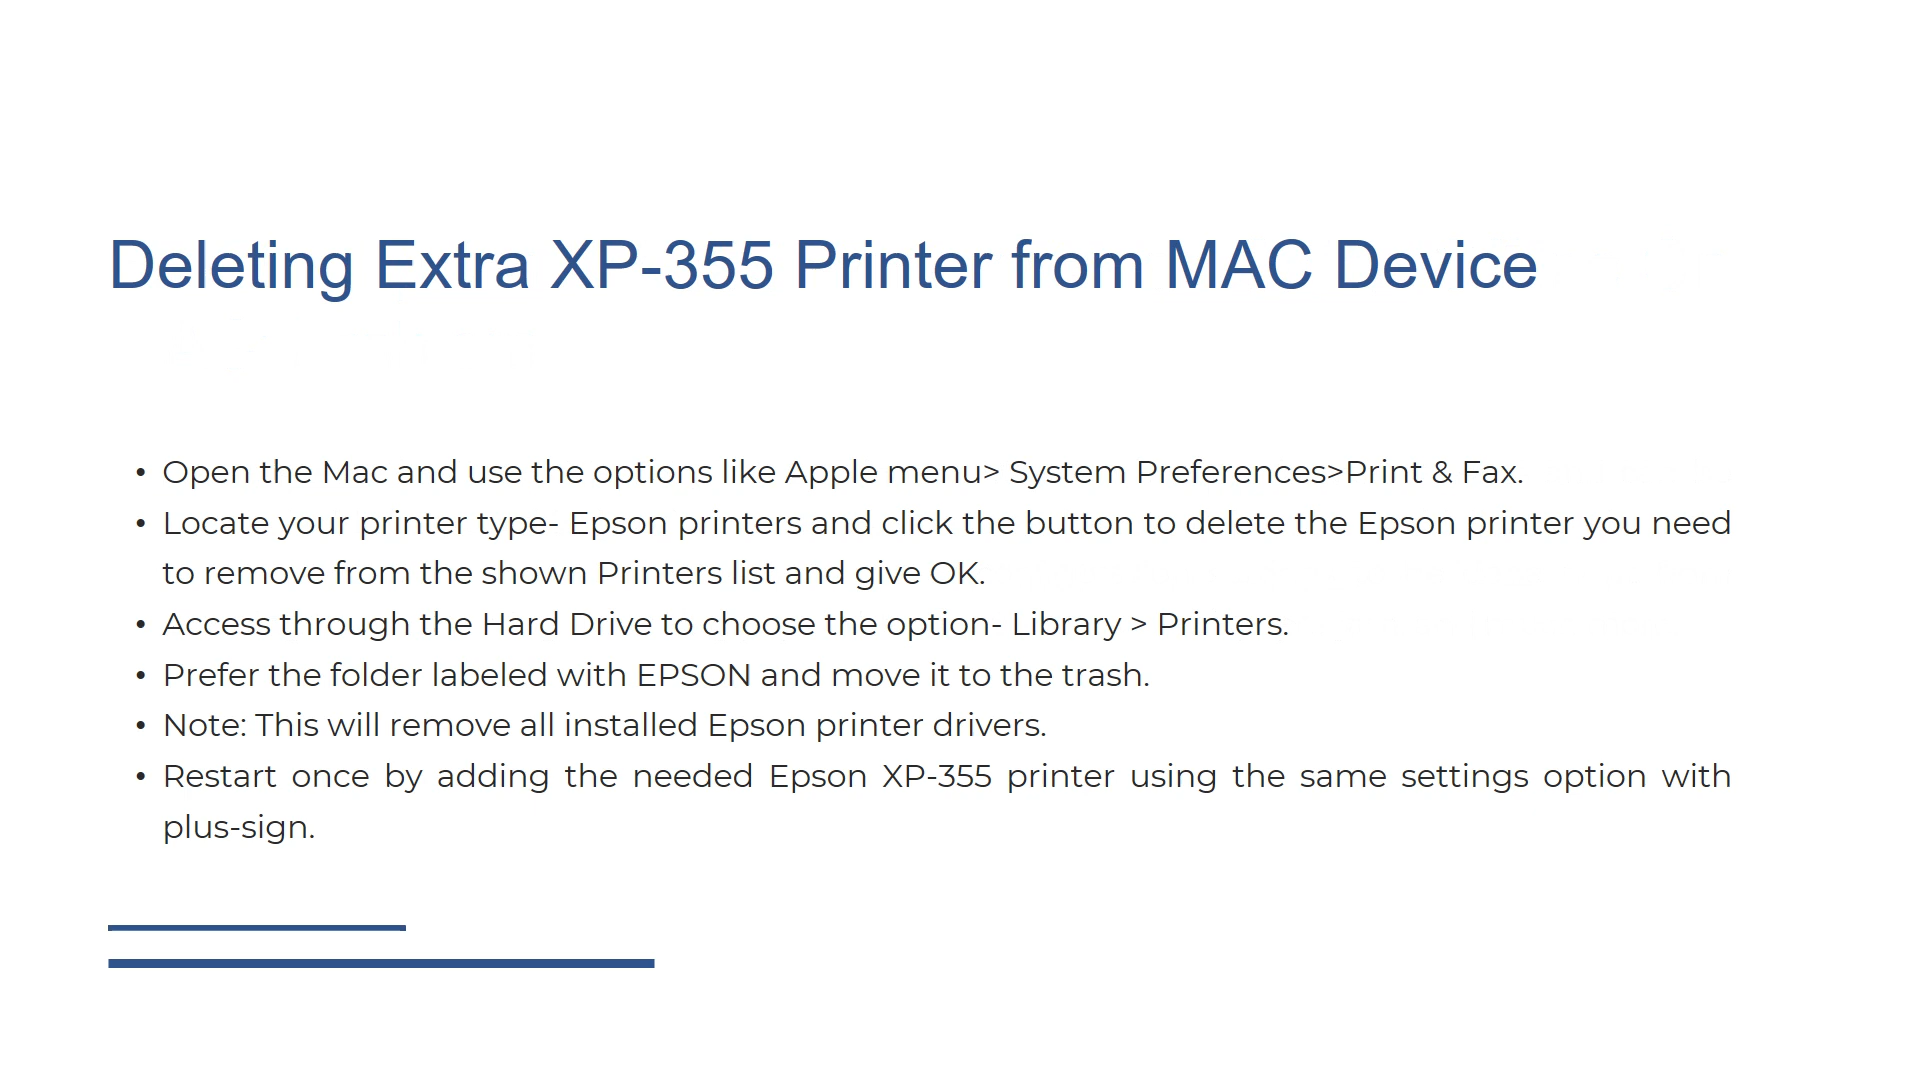 Deleting Extra XP-355 Printer from MAC Device
• Open the Mac and use the options like Apple menu> System Preferences>Print & Fax.
• Locate your printer type- Epson printers and click the button to delete the Epson printer you need
to remove from the shown Printers list and give OK.
• Access through the Hard Drive to choose the option- Library > Printers.
• Prefer the folder labeled with EPSON and move it to the trash.
• Note: This will remove all installed Epson printer drivers.
• Restart once by adding the needed Epson XP-355 printer using the same settings option with
plus-sign.